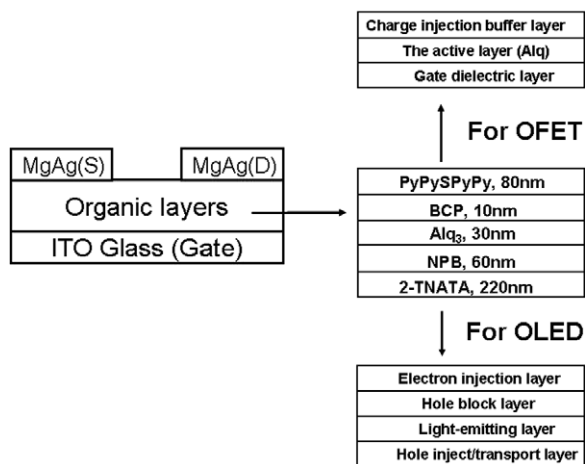 Charge injection buffer layer
The active layer (Alq)
Gate dielectric layer
For OFET
MgAg(S) MgAg(D)
Organic layers
ITO Glass (Gate)
PyPySPyPy, 80nm
BCP, 10nm
Alq₃, 30nm
NPB, 60nm
2-TNATA, 220nm
For OLED
Electron injection layer
Hole block layer
Light-emitting layer
Hole inject/transport layer